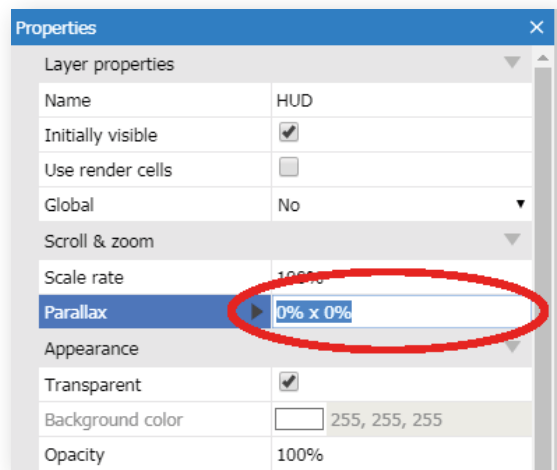 Properties
Layer properties
Name HUD
Initially visible
Use render cells
Global No
Scroll & zoom
Scale rate 100%
Parallax 0% x 0%
Appearance
Transparent
Background color 255, 255, 255
Opacity 100%